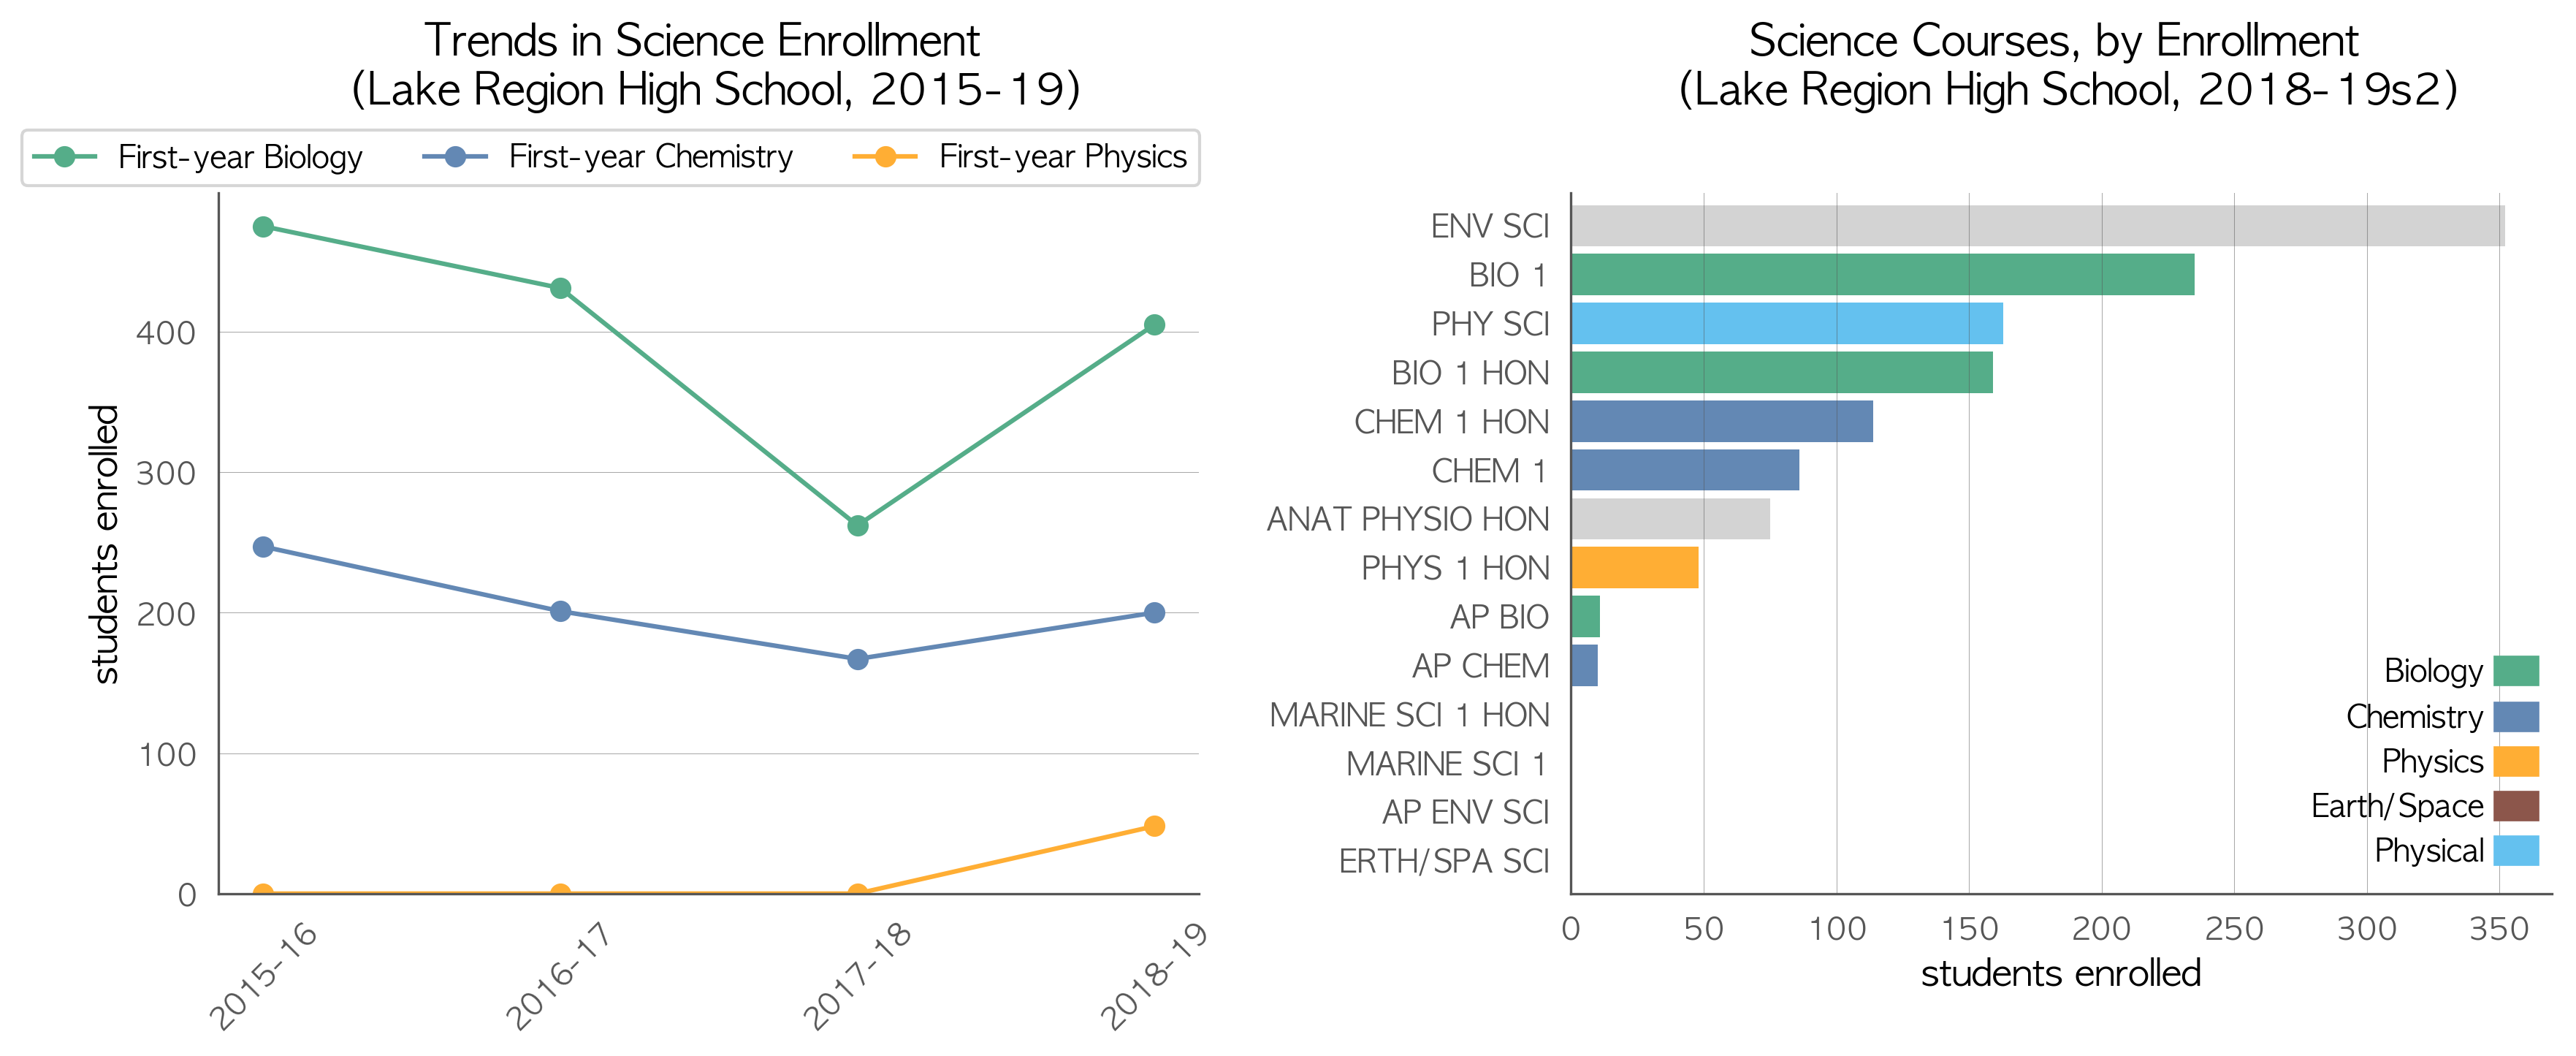 Trends in Science Enrollment
(Lake Region High School, 2015-19)
First-year Biology
First-year Chemistry
First-year Physics
students enrolled
400
300
200
100
0
2015-16
2016-17
2017-18
2018-19
Science Courses, by Enrollment
(Lake Region High School, 2018-19s2)
ENV SCI
BIO 1
PHY SCI
BIO 1 HON
CHEM 1 HON
CHEM 1
ANAT PHYSIO HON
PHYS 1 HON
AP BIO
AP CHEM
MARINE SCI 1 HON
MARINE SCI 1
AP ENV SCI
ERTH/SPA SCI
Biology
Chemistry
Physics
Earth/Space
Physical
0 50 100 150 200 250 300 350
students enrolled